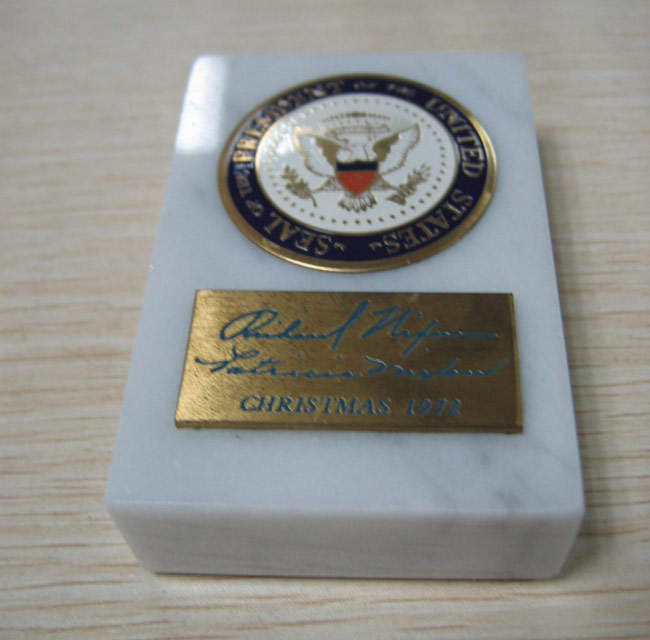 SEAL OF THE PRESIDENT OF THE UNITED STATES
Richard Nixon
Patricia Nixon
CHRISTMAS 1972